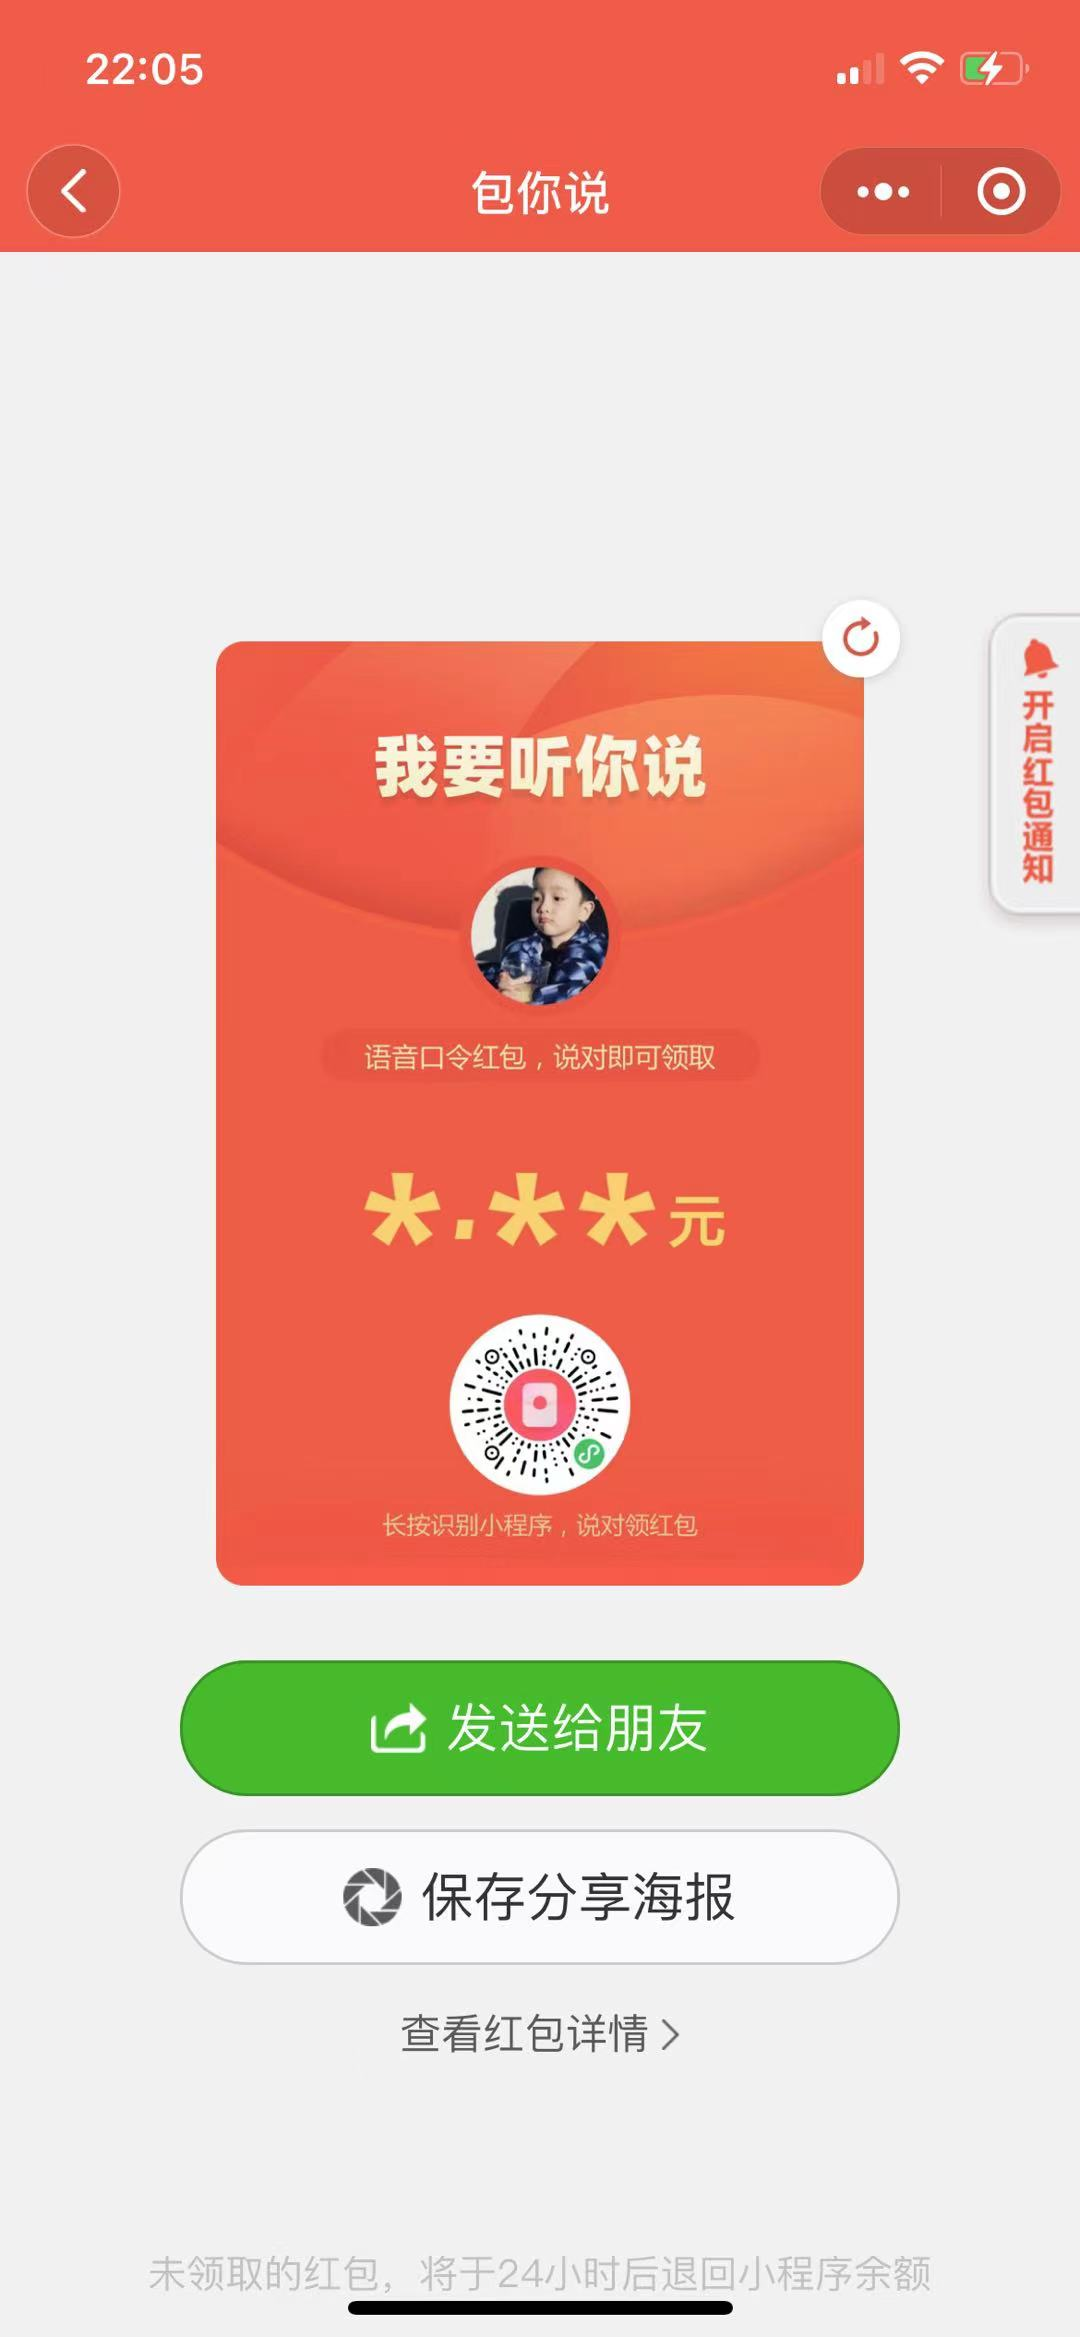 22:05
包你说
我要听你说
开启红包通知
语音口令红包，说对即可领取
*.**元
长按识别小程序，说对领红包
发送给朋友
保存分享海报
查看红包详情
未领取的红包，将于24小时后退回小程序余额